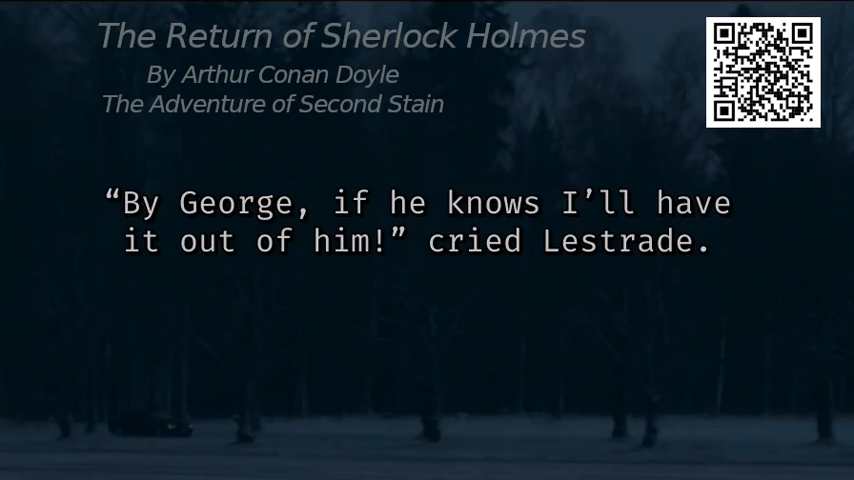 The Return of Sherlock Holmes
By Arthur Conan Doyle
The Adventure of Second Stain
“By George, if he knows I’ll have
it out of him!” cried Lestrade.